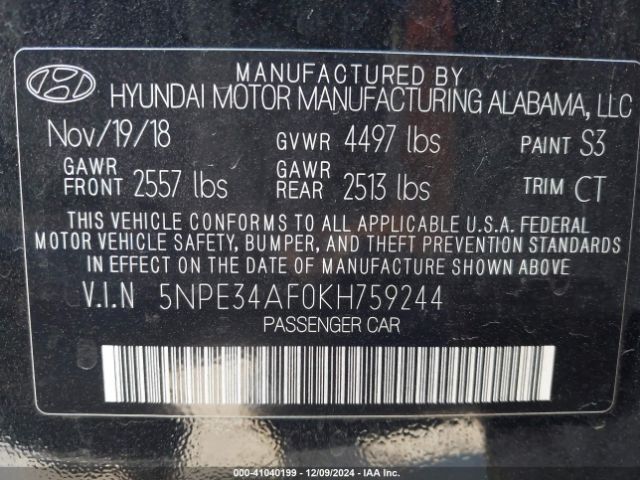 MANUFACTURED BY
HYUNDAI MOTOR MANUFACTURING ALABAMA, LLC
Nov/19/18 GVWR 4497 lbs PAINT S3
GAWR FRONT 2557 lbs GAWR REAR 2513 lbs TRIM CT
THIS VEHICLE CONFORMS TO ALL APPLICABLE U.S.A. FEDERAL
MOTOR VEHICLE SAFETY, BUMPER, AND THEFT PREVENTION STANDARDS
IN EFFECT ON THE DATE OF MANUFACTURE SHOWN ABOVE
V.I.N 5NPE34AF0KH759244
PASSENGER CAR
000-41040199 - 12/09/2024 - IAA Inc.